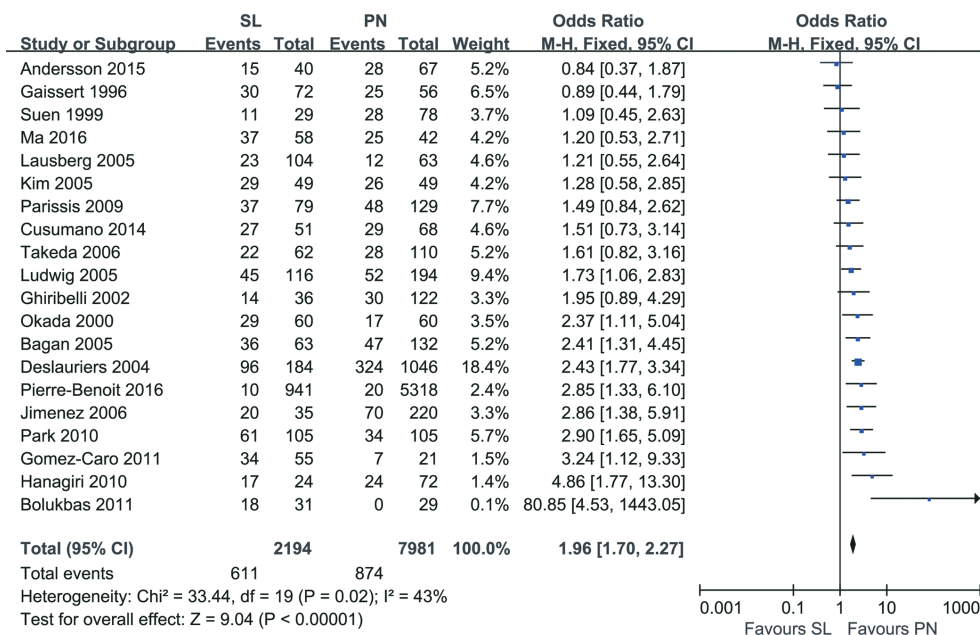 SL PN Odds Ratio Odds Ratio
Study or Subgroup Events Total Events Total Weight M-H, Fixed, 95% CI M-H, Fixed, 95% CI
Andersson 2015 15 40 28 67 5.2% 0.84 [0.37, 1.87]
Gaissert 1996 30 72 25 56 6.5% 0.89 [0.44, 1.79]
Suen 1999 11 29 28 78 3.7% 1.09 [0.45, 2.63]
Ma 2016 37 58 25 42 4.2% 1.20 [0.53, 2.71]
Lausberg 2005 23 104 12 63 4.6% 1.21 [0.55, 2.64]
Kim 2005 29 49 26 49 4.2% 1.28 [0.58, 2.85]
Parissis 2009 37 79 48 129 7.7% 1.49 [0.84, 2.62]
Cusumano 2014 27 51 29 68 4.6% 1.51 [0.73, 3.14]
Takeda 2006 22 62 28 110 5.2% 1.61 [0.82, 3.16]
Ludwig 2005 45 116 52 194 9.4% 1.73 [1.06, 2.83]
Ghiribelli 2002 14 36 30 122 3.3% 1.95 [0.89, 4.29]
Okada 2000 29 60 17 60 3.5% 2.37 [1.11, 5.04]
Bagan 2005 36 63 47 132 5.2% 2.41 [1.31, 4.45]
Deslauriers 2004 96 184 324 1046 18.4% 2.43 [1.77, 3.34]
Pierre-Benoit 2016 10 941 20 5318 2.4% 2.85 [1.33, 6.10]
Jimenez 2006 20 35 70 220 3.3% 2.86 [1.38, 5.91]
Park 2010 61 105 34 105 5.7% 2.90 [1.65, 5.09]
Gomez-Caro 2011 34 55 7 21 1.5% 3.24 [1.12, 9.33]
Hanagiri 2010 17 24 24 72 1.4% 4.86 [1.77, 13.30]
Bolukbas 2011 18 31 0 29 0.1% 80.85 [4.53, 1443.05]
Total (95% CI) 2194 7981 100.0% 1.96 [1.70, 2.27]
Total events 611 874
Heterogeneity: Chi² = 33.44, df = 19 (P = 0.02); I² = 43%
Test for overall effect: Z = 9.04 (P < 0.00001)
0.001 0.1 1 10 1000
Favours SL Favours PN